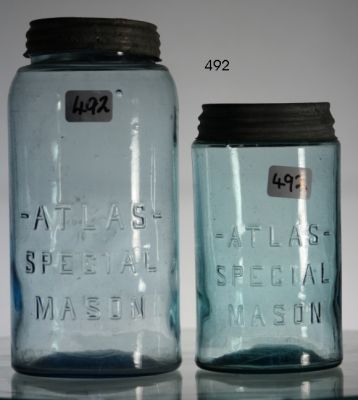 492
492
-ATLAS-
SPECIAL
MASON
492
-ATLAS-
SPECIAL
MASON